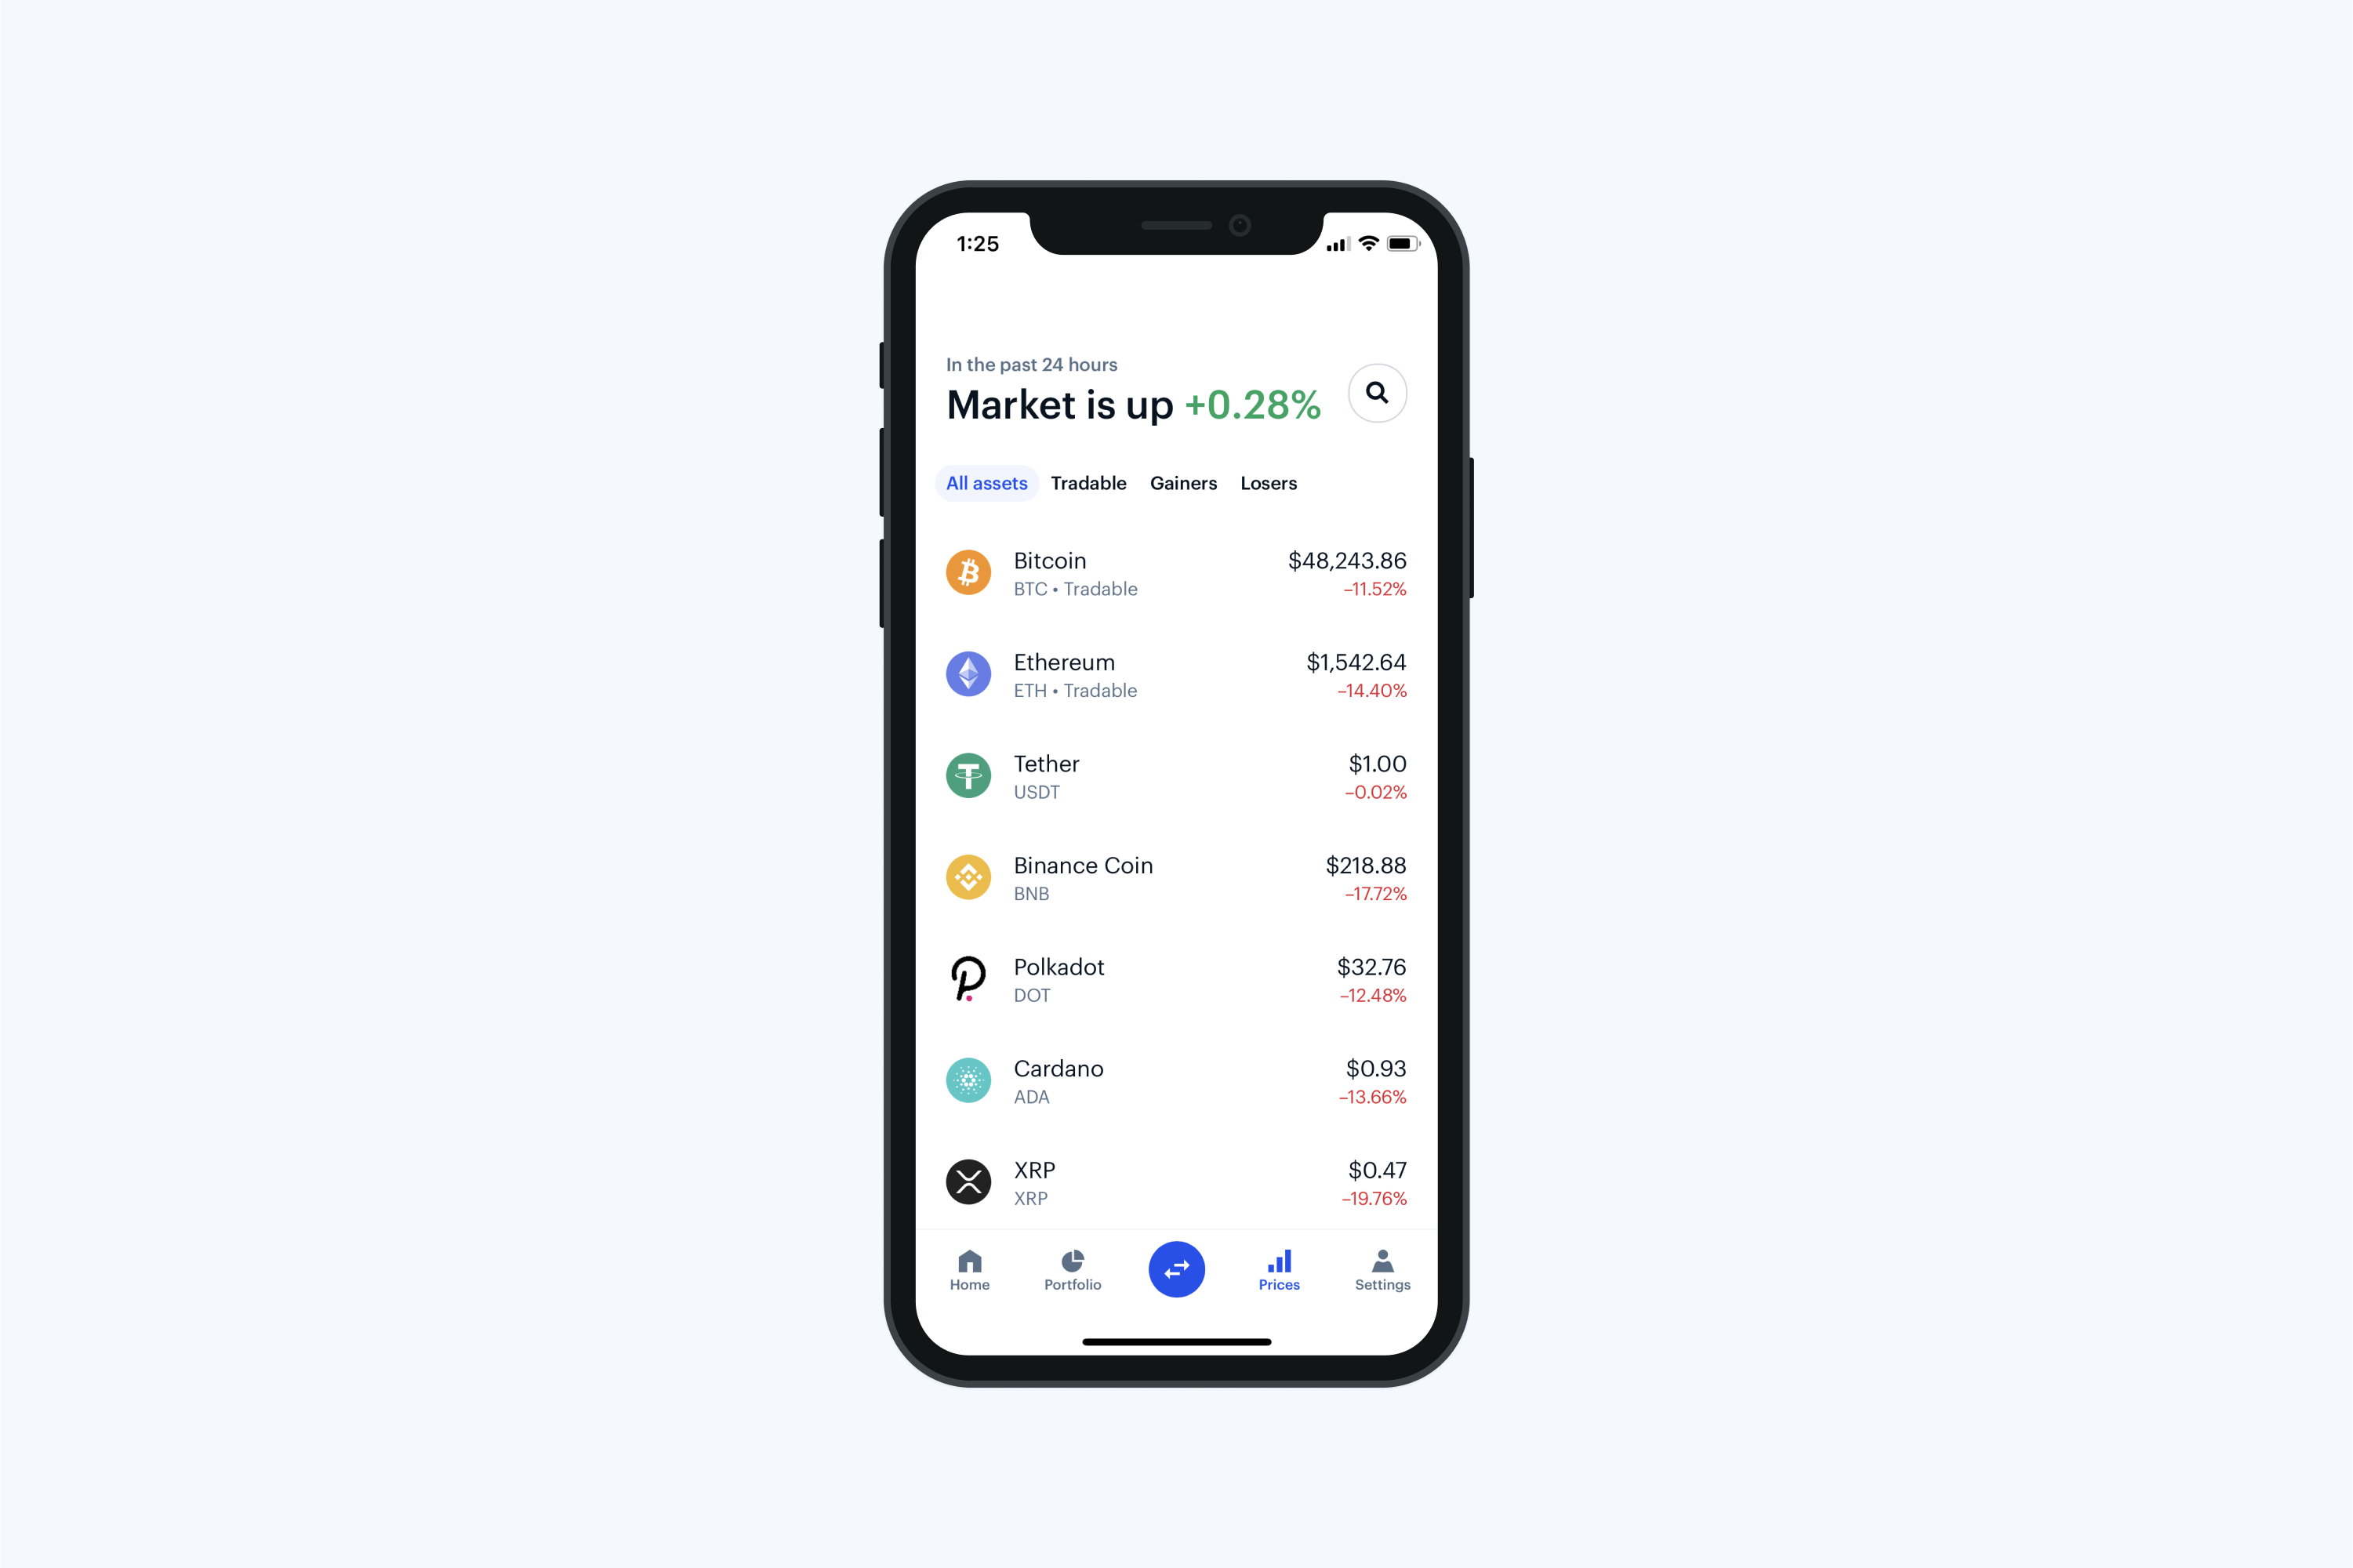 1:25
In the past 24 hours
Market is up +0.28%
All assets Tradable Gainers Losers
Bitcoin $48,243.86
BTC • Tradable –11.52%
Ethereum $1,542.64
ETH • Tradable –14.40%
Tether $1.00
USDT –0.02%
Binance Coin $218.88
BNB –17.72%
Polkadot $32.76
DOT –12.48%
Cardano $0.93
ADA –13.66%
XRP $0.47
XRP –19.76%
Home Portfolio Prices Settings